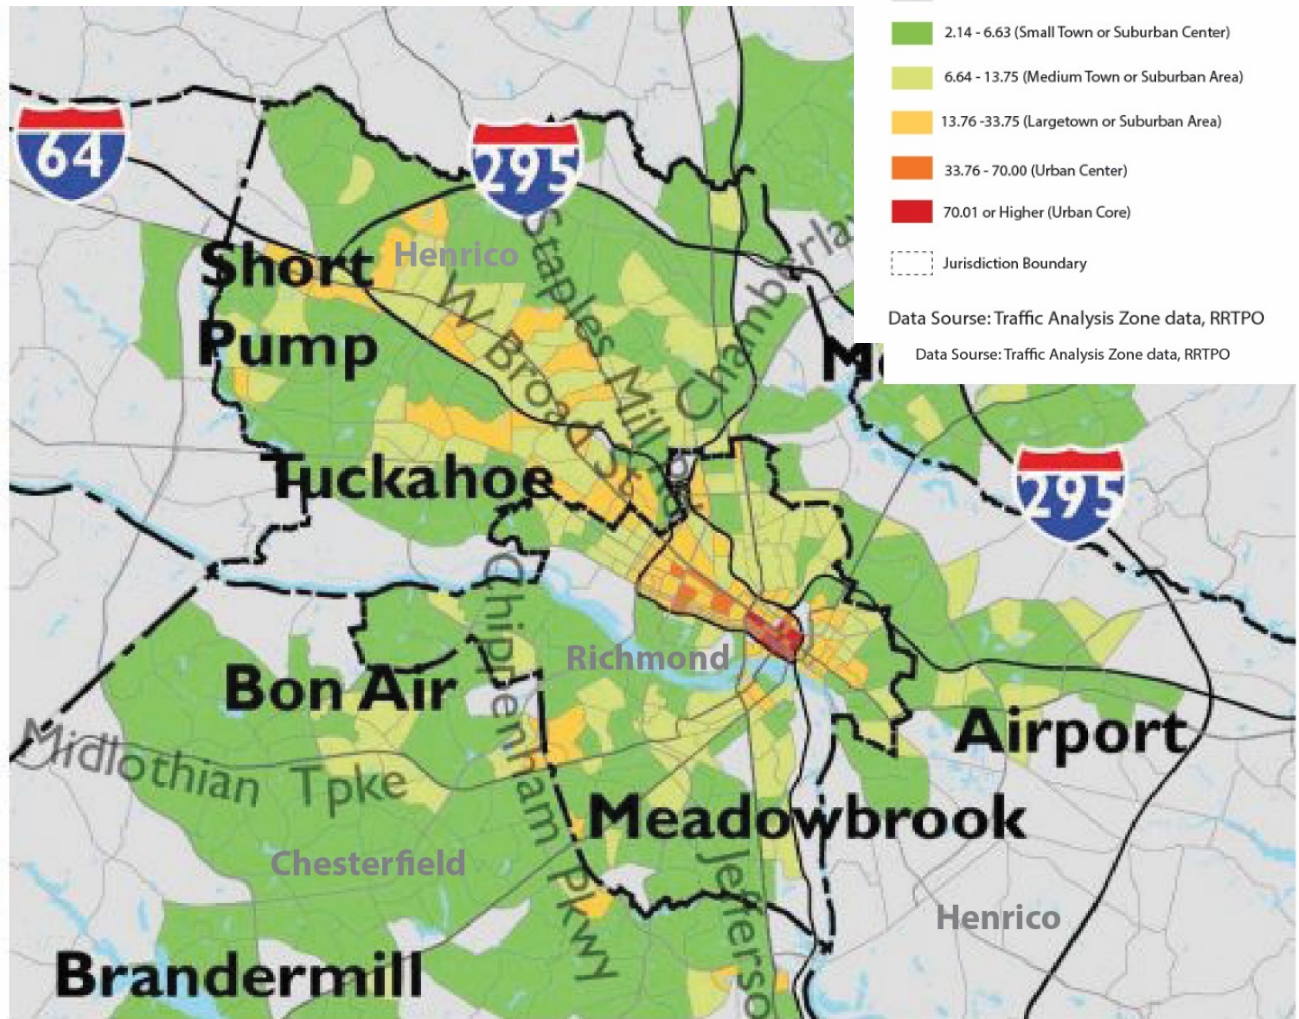 2.14 - 6.63 (Small Town or Suburban Center)
6.64 - 13.75 (Medium Town or Suburban Area)
13.76 -33.75 (Largetown or Suburban Area)
33.76 - 70.00 (Urban Center)
70.01 or Higher (Urban Core)
Jurisdiction Boundary
Data Sourse: Traffic Analysis Zone data, RRTPO
Data Sourse: Traffic Analysis Zone data, RRTPO
64
295
Short
Pump
Henrico
Staples Mill
W Broad St
Tuckahoe
295
Richmond
Bon Air
Chippenham Pkwy
Airport
Midlothian Tpke
Meadowbrook
Chesterfield
Henrico
Brandermill